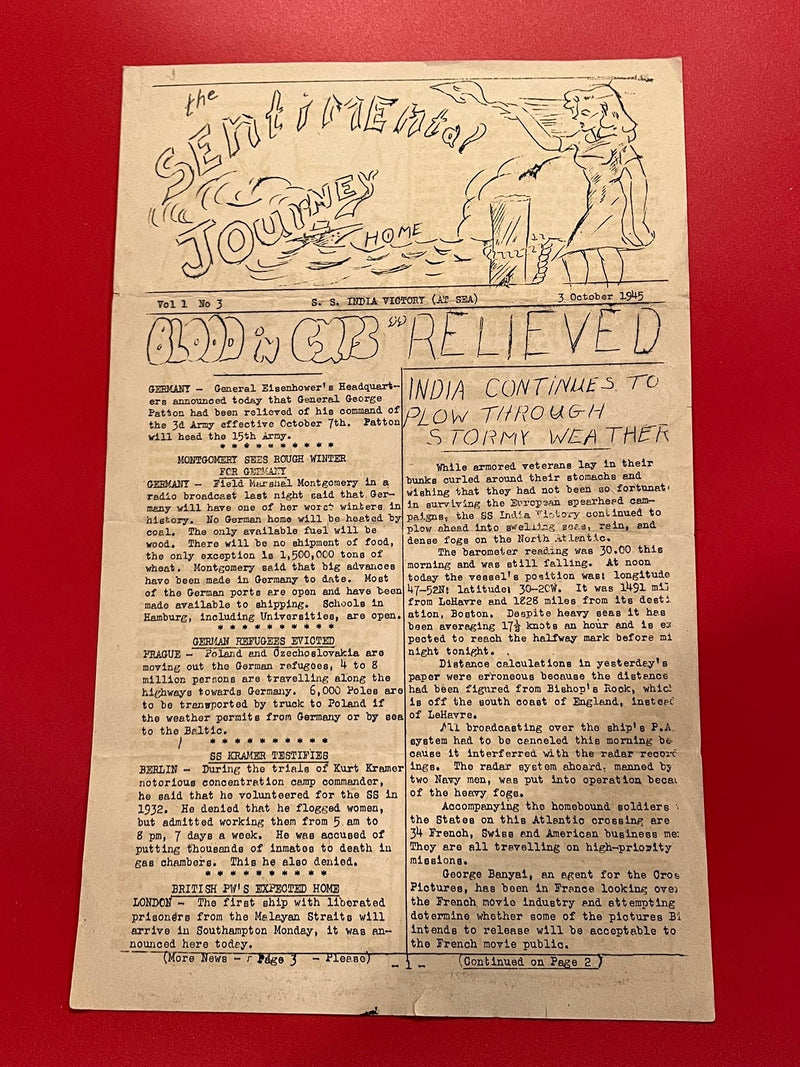 the
SEntiMEntal
JOURNEY
HOME
Vol 1 No 3 S. S. INDIA VICTORY (AT SEA) 3 October 1945
BLOOD iN GUTS" RELIEVED
GERMANY - General Eisenhower's Headquart-
ers announced today that General George
Patton had been relieved of his command of
the 3d Army effective October 7th. Patton
will head the 15th Army.
* * * * * * * * * *
MONTGOMERY SEES ROUGH WINTER
FOR GERMANY
GERMANY - Field Marshal Montgomery in a
radio broadcast last night said that Ger-
many will have one of her worst winters in
history. No German home will be heated by
coal. The only available fuel will be
wood. There will be no shipment of food,
the only exception is 1,500,000 tons of
wheat. Montgomery said that big advances
have been made in Germany to date. Most
of the German ports are open and have been
made available to shipping. Schools in
Hamburg, including Universities, are open.
* * * * * * * * * *
GERMAN REFUGEES EVICTED
PRAGUE - Poland and Czechoslovakia are
moving out the German refugees, 4 to 8
million persons are travelling along the
highways towards Germany. 6,000 Poles are
to be transported by truck to Poland if
the weather permits from Germany or by sea
to the Baltic.
* * * * * * * * * *
SS KRAMER TESTIFIES
BERLIN - During the trials of Kurt Kramer
notorious concentration camp commander,
he said that he volunteered for the SS in
1932. He denied that he flogged women,
but admitted working them from 5 am to
8 pm, 7 days a week. He was accused of
putting thousands of inmates to death in
gas chambers. This he also denied.
* * * * * * * * * *
BRITISH PW'S EXPECTED HOME
LONDON - The first ship with liberated
prisoners from the Malayan Straits will
arrive in Southampton Monday, it was an-
nounced here today.
(More News - Page 3 - Please)
INDIA CONTINUES TO
PLOW THROUGH
STORMY WEATHER
While armored veterans lay in their
bunks curled around their stomachs and
wishing that they had not been so fortunat
in surviving the European spearhead cam-
paigns, the SS India Victory continued to
plow ahead into swelling seas, rain, and
dense fogs on the North Atlantic.
The barometer reading was 30.00 this
morning and was still falling. At noon
today the vessel's position was: longitude
47-52N: latitude: 30-20W. It was 1491 mil
from LeHavre and 1828 miles from its desti
ation, Boston. Despite heavy seas it has
been averaging 17½ knots an hour and is ex
pected to reach the halfway mark before mi
night tonight.
Distance calculations in yesterday's
paper were erroneous because the distance
had been figured from Bishop's Rock, which
is off the south coast of England, instead
of LeHavre.
All broadcasting over the ship's P.A.
system had to be canceled this morning be-
cause it interferred with the radar record
ings. The radar system aboard, manned by
two Navy men, was put into operation becau
of the heavy fogs.
Accompanying the homebound soldiers
the States on this Atlantic crossing are
34 French, Swiss and American business me:
They are all travelling on high-priority
missions.
George Banyai, an agent for the Cros
Pictures, has been in France looking over
the French movie industry and attempting
determine whether some of the pictures Bi
intends to release will be acceptable to
the French movie public.
- 1 - (Continued on Page 2)